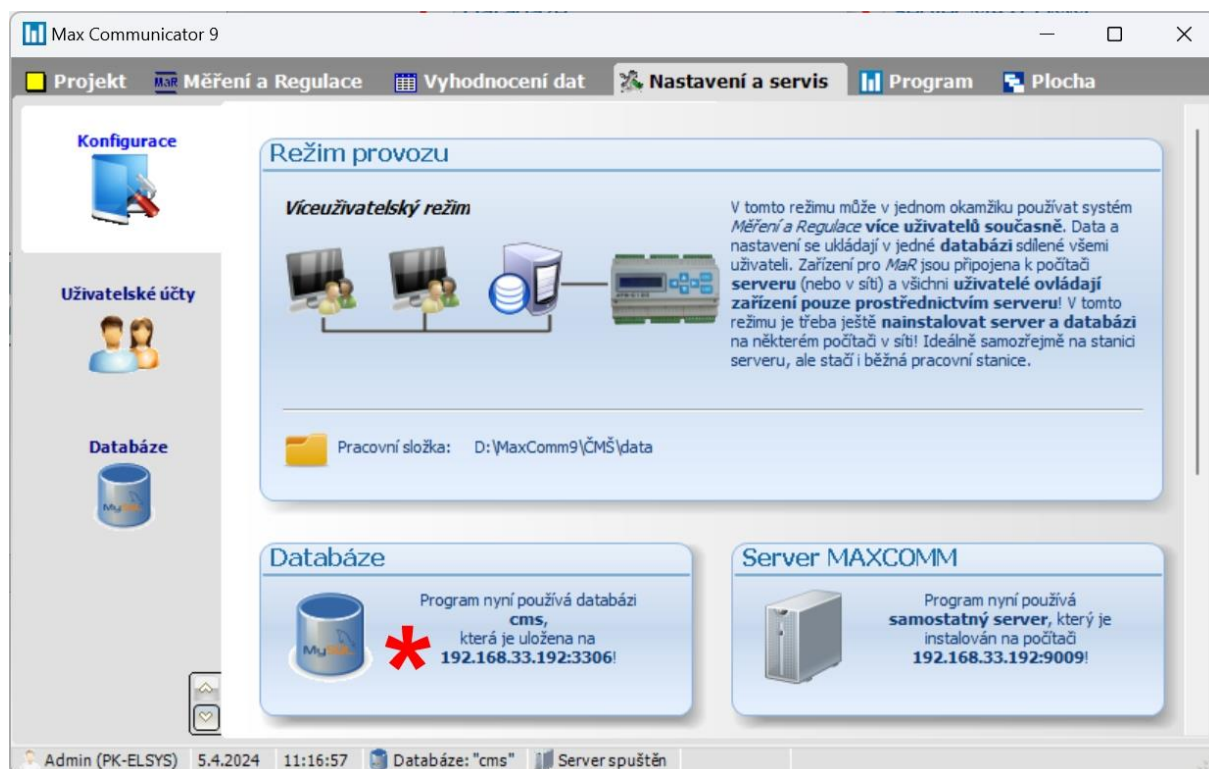 Max Communicator 9
Projekt
MaR Měření a Regulace
Vyhodnocení dat
Nastavení a servis
Program
Plocha
Konfigurace
Uživatelské účty
Databáze
MySQL
Režim provozu
Víceuživatelský režim
V tomto režimu může v jednom okamžiku používat systém
Měření a Regulace více uživatelů současně. Data a
nastavení se ukládají v jedné databázi sdílené všemi
uživateli. Zařízení pro MaR jsou připojena k počítači
serveru (nebo v síti) a všichni uživatelé ovládají
zařízení pouze prostřednictvím serveru! V tomto
režimu je třeba ještě nainstalovat server a databázi
na některém počítači v síti! Ideálně samozřejmě na stanici
serveru, ale stačí i běžná pracovní stanice.
Pracovní složka: D:\MaxComm9\ČMŠ\data
Databáze
MySQL
*
Program nyní používá databázi
cms,
která je uložena na
192.168.33.192:3306!
Server MAXCOMM
Program nyní používá
samostatný server, který je
instalován na počítači
192.168.33.192:9009!
Admin (PK-ELSYS) 5.4.2024 11:16:57 Databáze: "cms" Server spuštěn